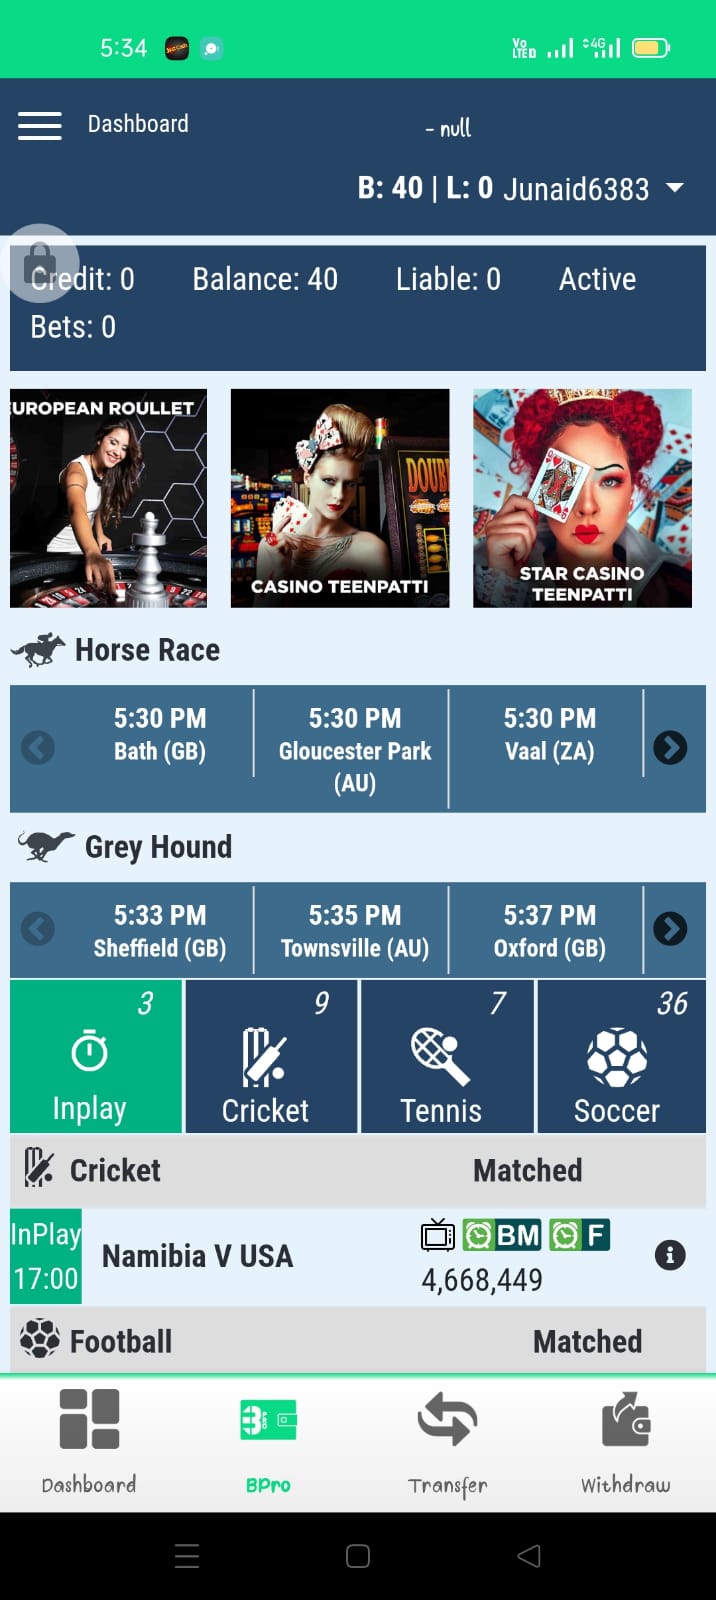 5:34
Vo
LTED
4G
Dashboard
- null
B: 40 | L: 0 Junaid6383
Credit: 0 Balance: 40 Liable: 0 Active
Bets: 0
EUROPEAN ROULLET
DOUB
CASINO TEENPATTI
STAR CASINO
TEENPATTI
Horse Race
5:30 PM 5:30 PM 5:30 PM
Bath (GB) Gloucester Park Vaal (ZA)
(AU)
Grey Hound
5:33 PM 5:35 PM 5:37 PM
Sheffield (GB) Townsville (AU) Oxford (GB)
3 9 7 36
Inplay Cricket Tennis Soccer
Cricket Matched
InPlay BM F
Namibia V USA
17:00 4,668,449
Football Matched
Dashboard BPro Transfer Withdraw